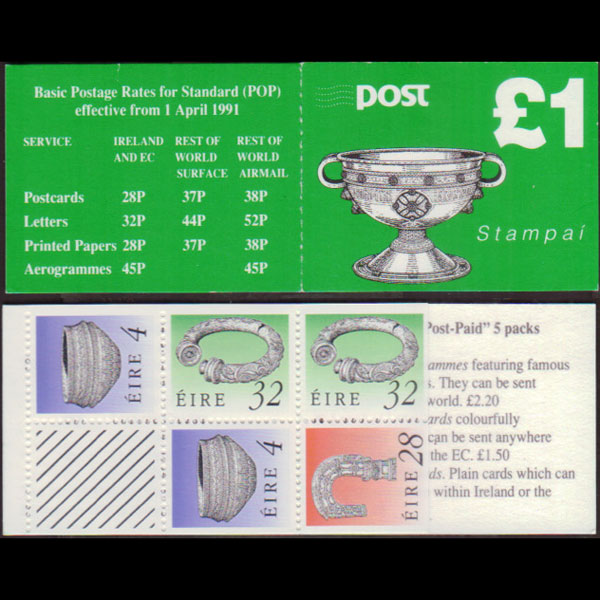 Basic Postage Rates for Standard (POP)
effective from 1 April 1991
SERVICE IRELAND AND EC REST OF WORLD SURFACE REST OF WORLD AIRMAIL
Postcards 28P 37P 38P
Letters 32P 44P 52P
Printed Papers 28P 37P 38P
Aerogrammes 45P 45P
POST
£1
Stampaí
ÉIRE 4
ÉIRE 32
ÉIRE 32
ÉIRE 4
ÉIRE 28
Post-Paid" 5 packs
ammes featuring famous
s. They can be sent
world. £2.20
ards colourfully
can be sent anywhere
the EC. £1.50
ds. Plain cards which can
within Ireland or the